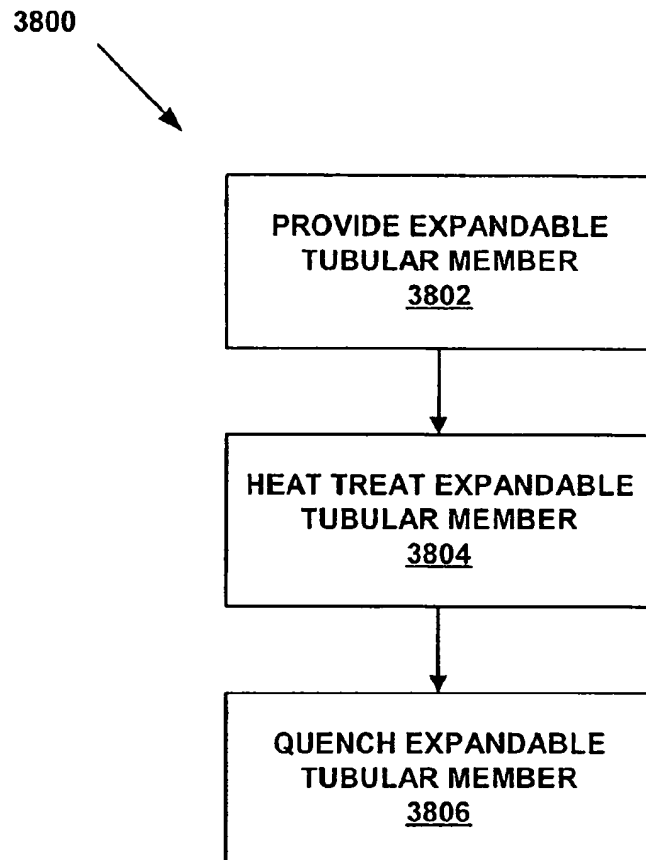 3800
PROVIDE EXPANDABLE
TUBULAR MEMBER
3802
HEAT TREAT EXPANDABLE
TUBULAR MEMBER
3804
QUENCH EXPANDABLE
TUBULAR MEMBER
3806